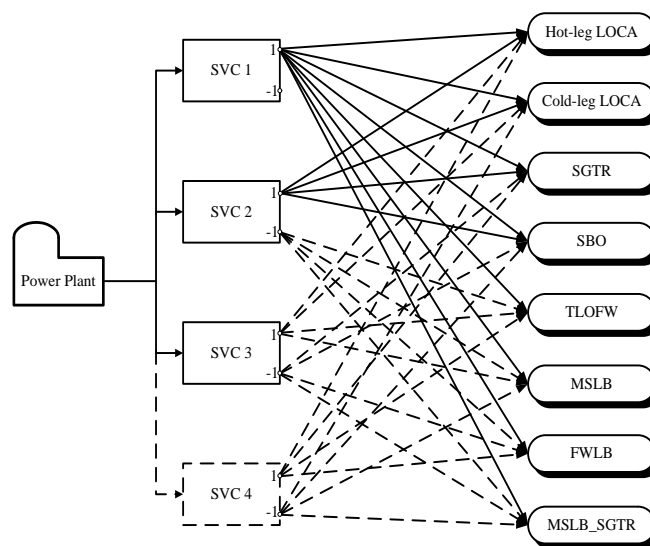 Power Plant
SVC 1
1
-1
SVC 2
1
-1
SVC 3
1
-1
SVC 4
1
-1
Hot-leg LOCA
Cold-leg LOCA
SGTR
SBO
TLOFW
MSLB
FWLB
MSLB_SGTR